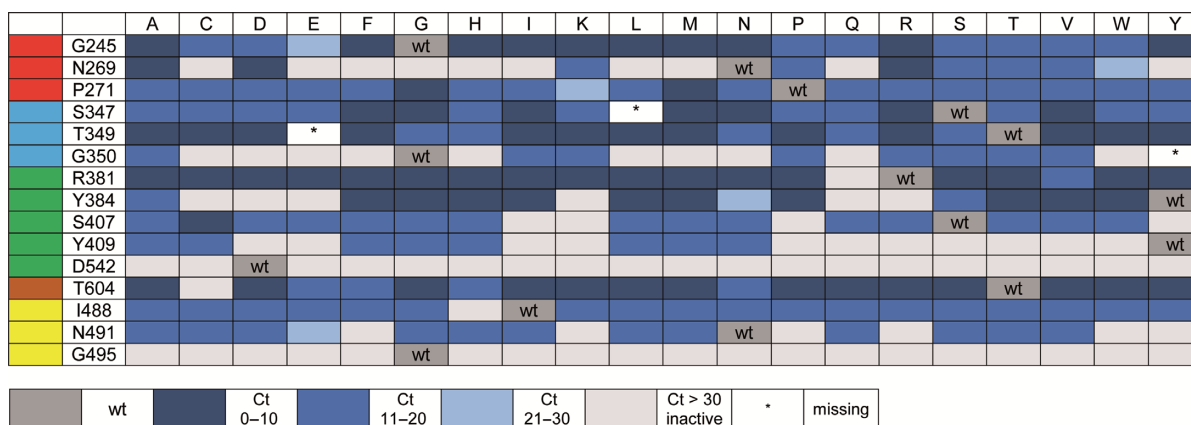 A C D E F G H I K L M N P Q R S T V W Y
G245 wt
N269 wt
P271 wt
S347 * wt
T349 * wt
G350 wt *
R381 wt
Y384 wt
S407 wt
Y409 wt
D542 wt
T604 wt
I488 wt
N491 wt
G495 wt
wt Ct 0–10 Ct 11–20 Ct 21–30 Ct > 30 inactive * missing